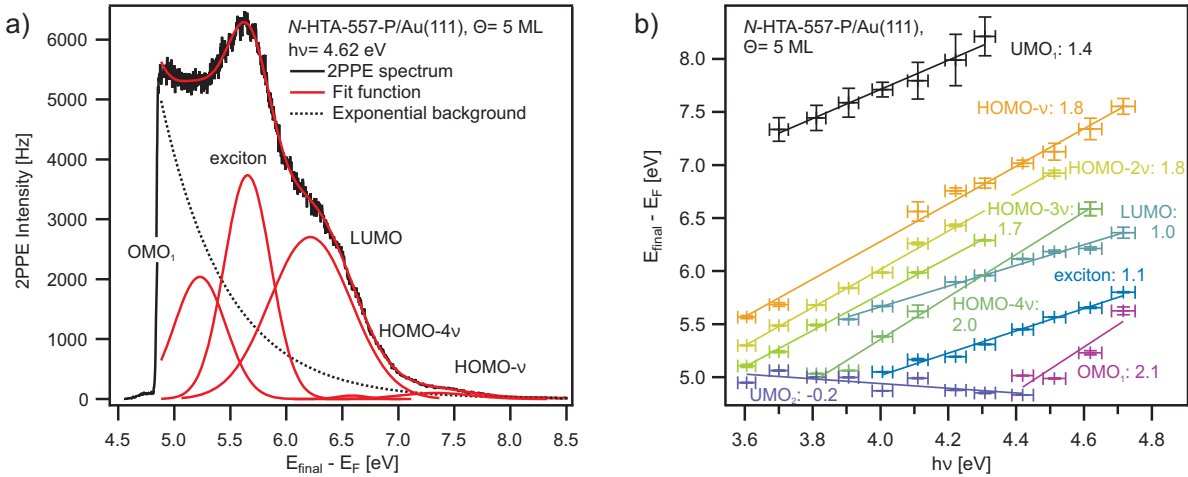 a)
N-HTA-557-P/Au(111), Θ= 5 ML
hν= 4.62 eV
2PPE spectrum
Fit function
Exponential background
exciton
OMO₁
LUMO
HOMO-4ν
HOMO-ν
2PPE Intensity [Hz]
6000
5000
4000
3000
2000
1000
0
4.5 5.0 5.5 6.0 6.5 7.0 7.5 8.0 8.5
E_final - E_F [eV]
b)
N-HTA-557-P/Au(111),
Θ= 5 ML
UMO₁: 1.4
HOMO-ν: 1.8
HOMO-2ν: 1.8
HOMO-3ν:
1.7
LUMO:
1.0
exciton: 1.1
HOMO-4ν:
2.0
OMO₁: 2.1
UMO₂: -0.2
E_final - E_F [eV]
8.0
7.5
7.0
6.5
6.0
5.5
5.0
3.6 3.8 4.0 4.2 4.4 4.6 4.8
hν [eV]